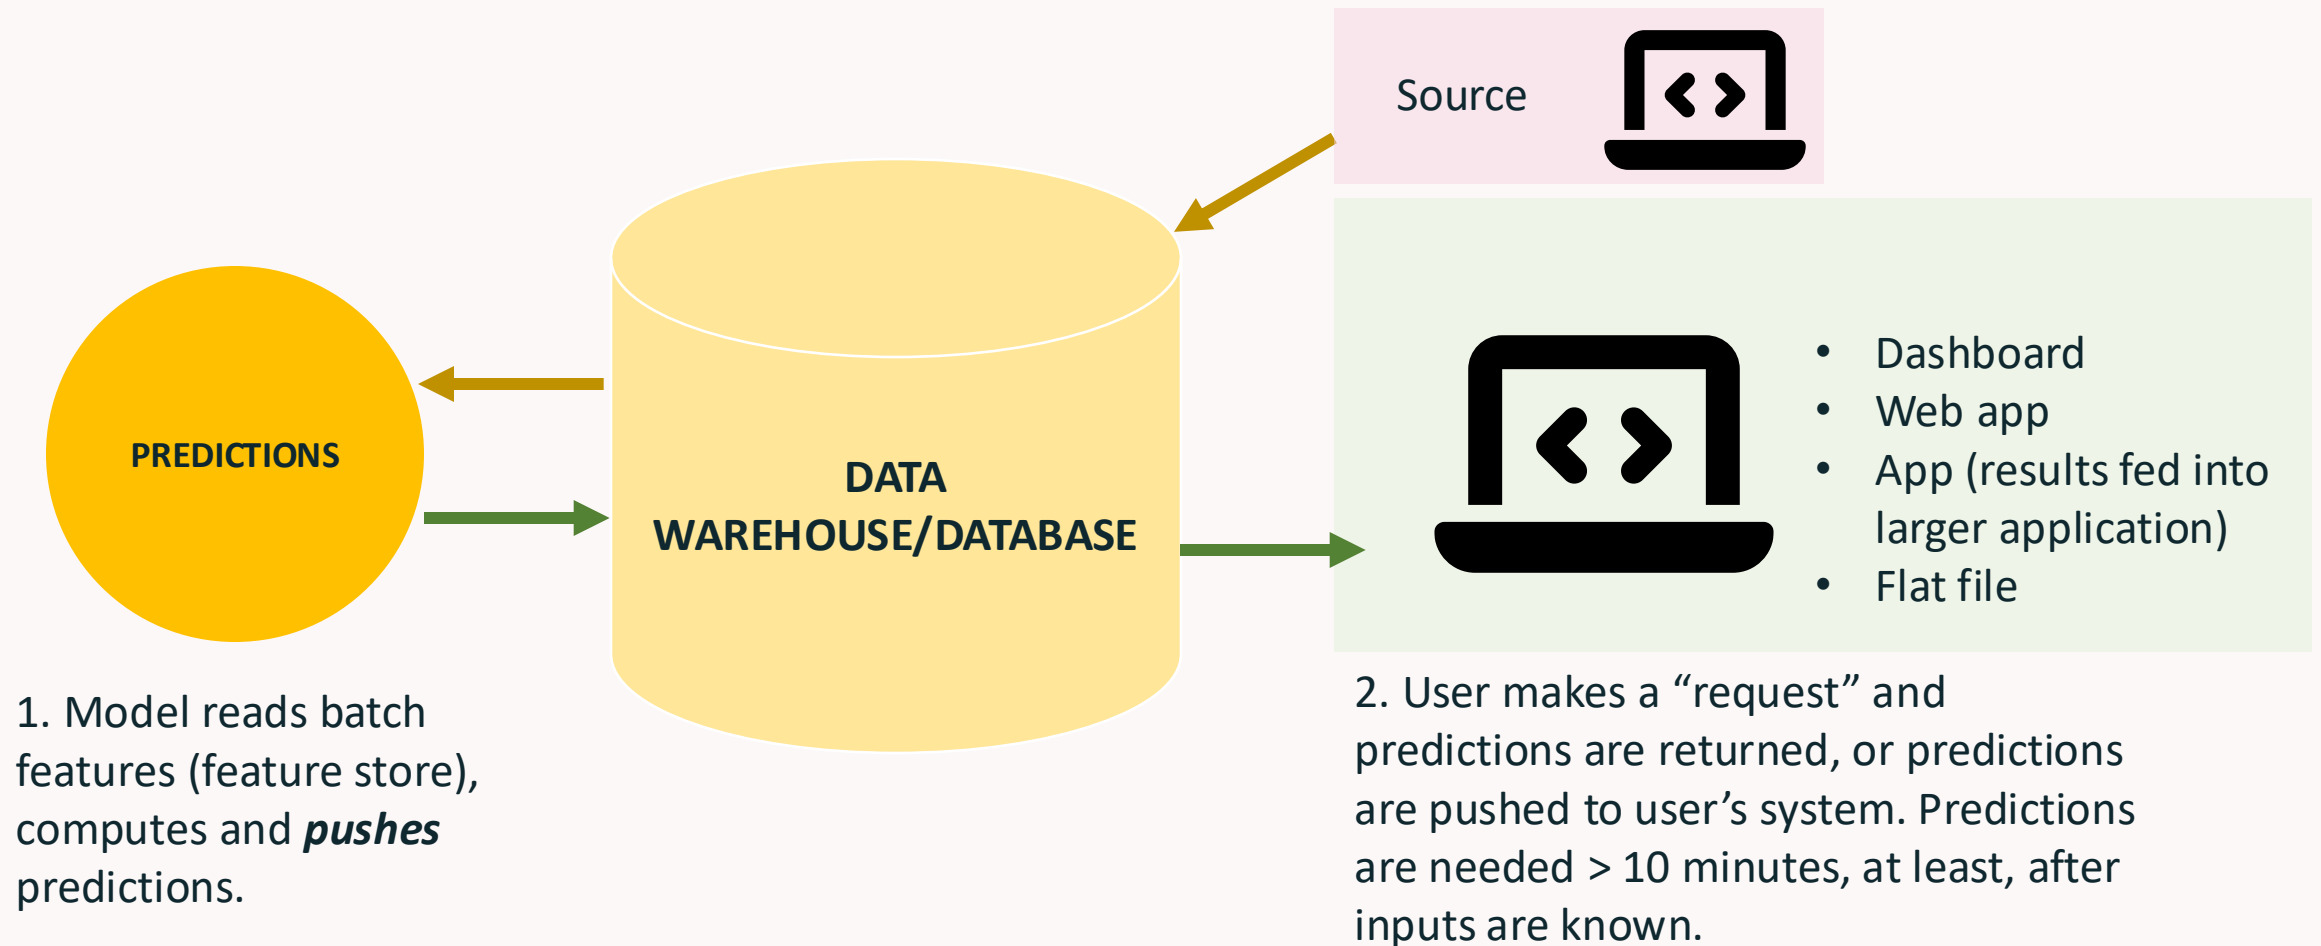 Source
PREDICTIONS
DATA
WAREHOUSE/DATABASE
• Dashboard
• Web app
• App (results fed into
larger application)
• Flat file
1. Model reads batch
features (feature store),
computes and pushes
predictions.
2. User makes a “request” and
predictions are returned, or predictions
are pushed to user’s system. Predictions
are needed > 10 minutes, at least, after
inputs are known.